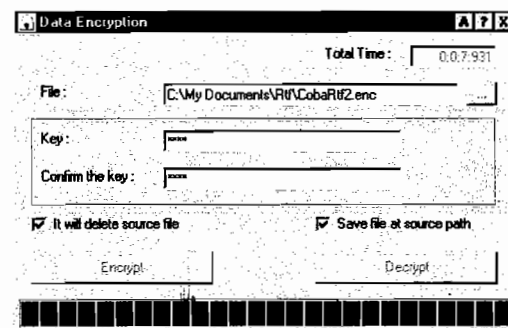 Data Encryption A ? X
Total Time : 0:0:7:931
File : C:\My Documents\Rtf\CobaRtf2.enc ...
Key : ****
Confirm the key : ****
It will delete source file Save file at source path
Encrypt Decrypt